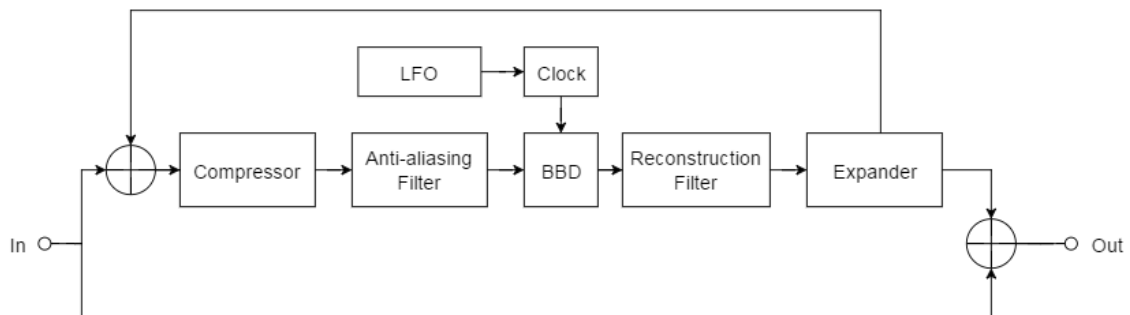 LFO
Clock
Compressor
Anti-aliasing
Filter
BBD
Reconstruction
Filter
Expander
In
Out